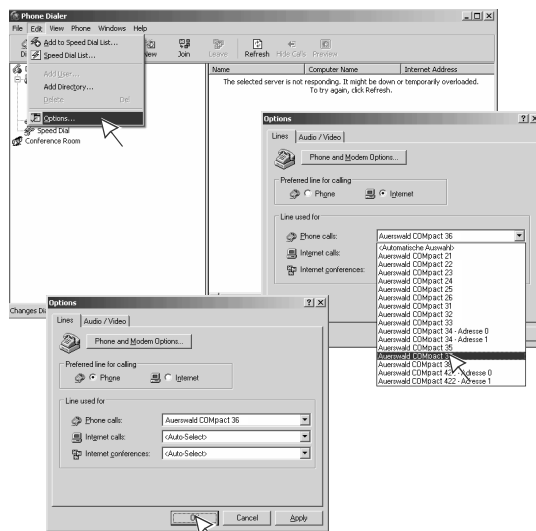 Phone Dialer
File Edit View Phone Windows Help
Add to Speed Dial List...
Speed Dial List...
Add User...
Add Directory...
Delete Del
Options...
New Join Leave Refresh Hide Calls Preview
Name Computer Name Internet Address
The selected server is not responding. It might be down or temporarily overloaded.
To try again, click Refresh.
Speed Dial
Conference Room
Options
Lines Audio / Video
Phone and Modem Options...
Preferred line for calling
Phone Internet
Line used for
Phone calls: Auerswald COMpact 36
Internet calls:
Internet conferences:
<Automatische Auswahl>
Auerswald COMpact 21
Auerswald COMpact 22
Auerswald COMpact 23
Auerswald COMpact 24
Auerswald COMpact 25
Auerswald COMpact 26
Auerswald COMpact 31
Auerswald COMpact 32
Auerswald COMpact 33
Auerswald COMpact 34 - Adresse 0
Auerswald COMpact 34 - Adresse 1
Auerswald COMpact 35
Auerswald COMpact
Auerswald COMpact
Auerswald COMpact 422 - Adresse 0
Auerswald COMpact 422 - Adresse 1
Changes Di
Options
Lines Audio / Video
Phone and Modem Options...
Preferred line for calling
Phone Internet
Line used for
Phone calls: Auerswald COMpact 36
Internet calls: <Auto-Select>
Internet conferences: <Auto-Select>
Cancel Apply